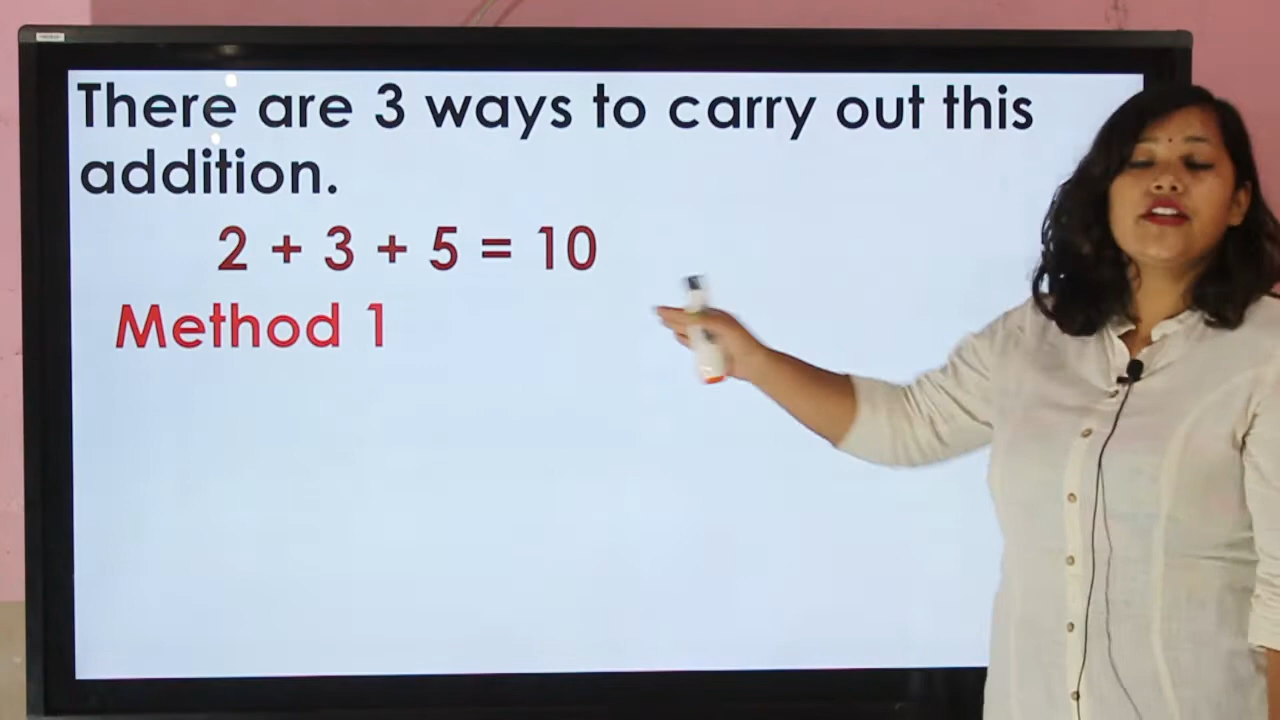 There are 3 ways to carry out this
addition.
2 + 3 + 5 = 10
Method 1